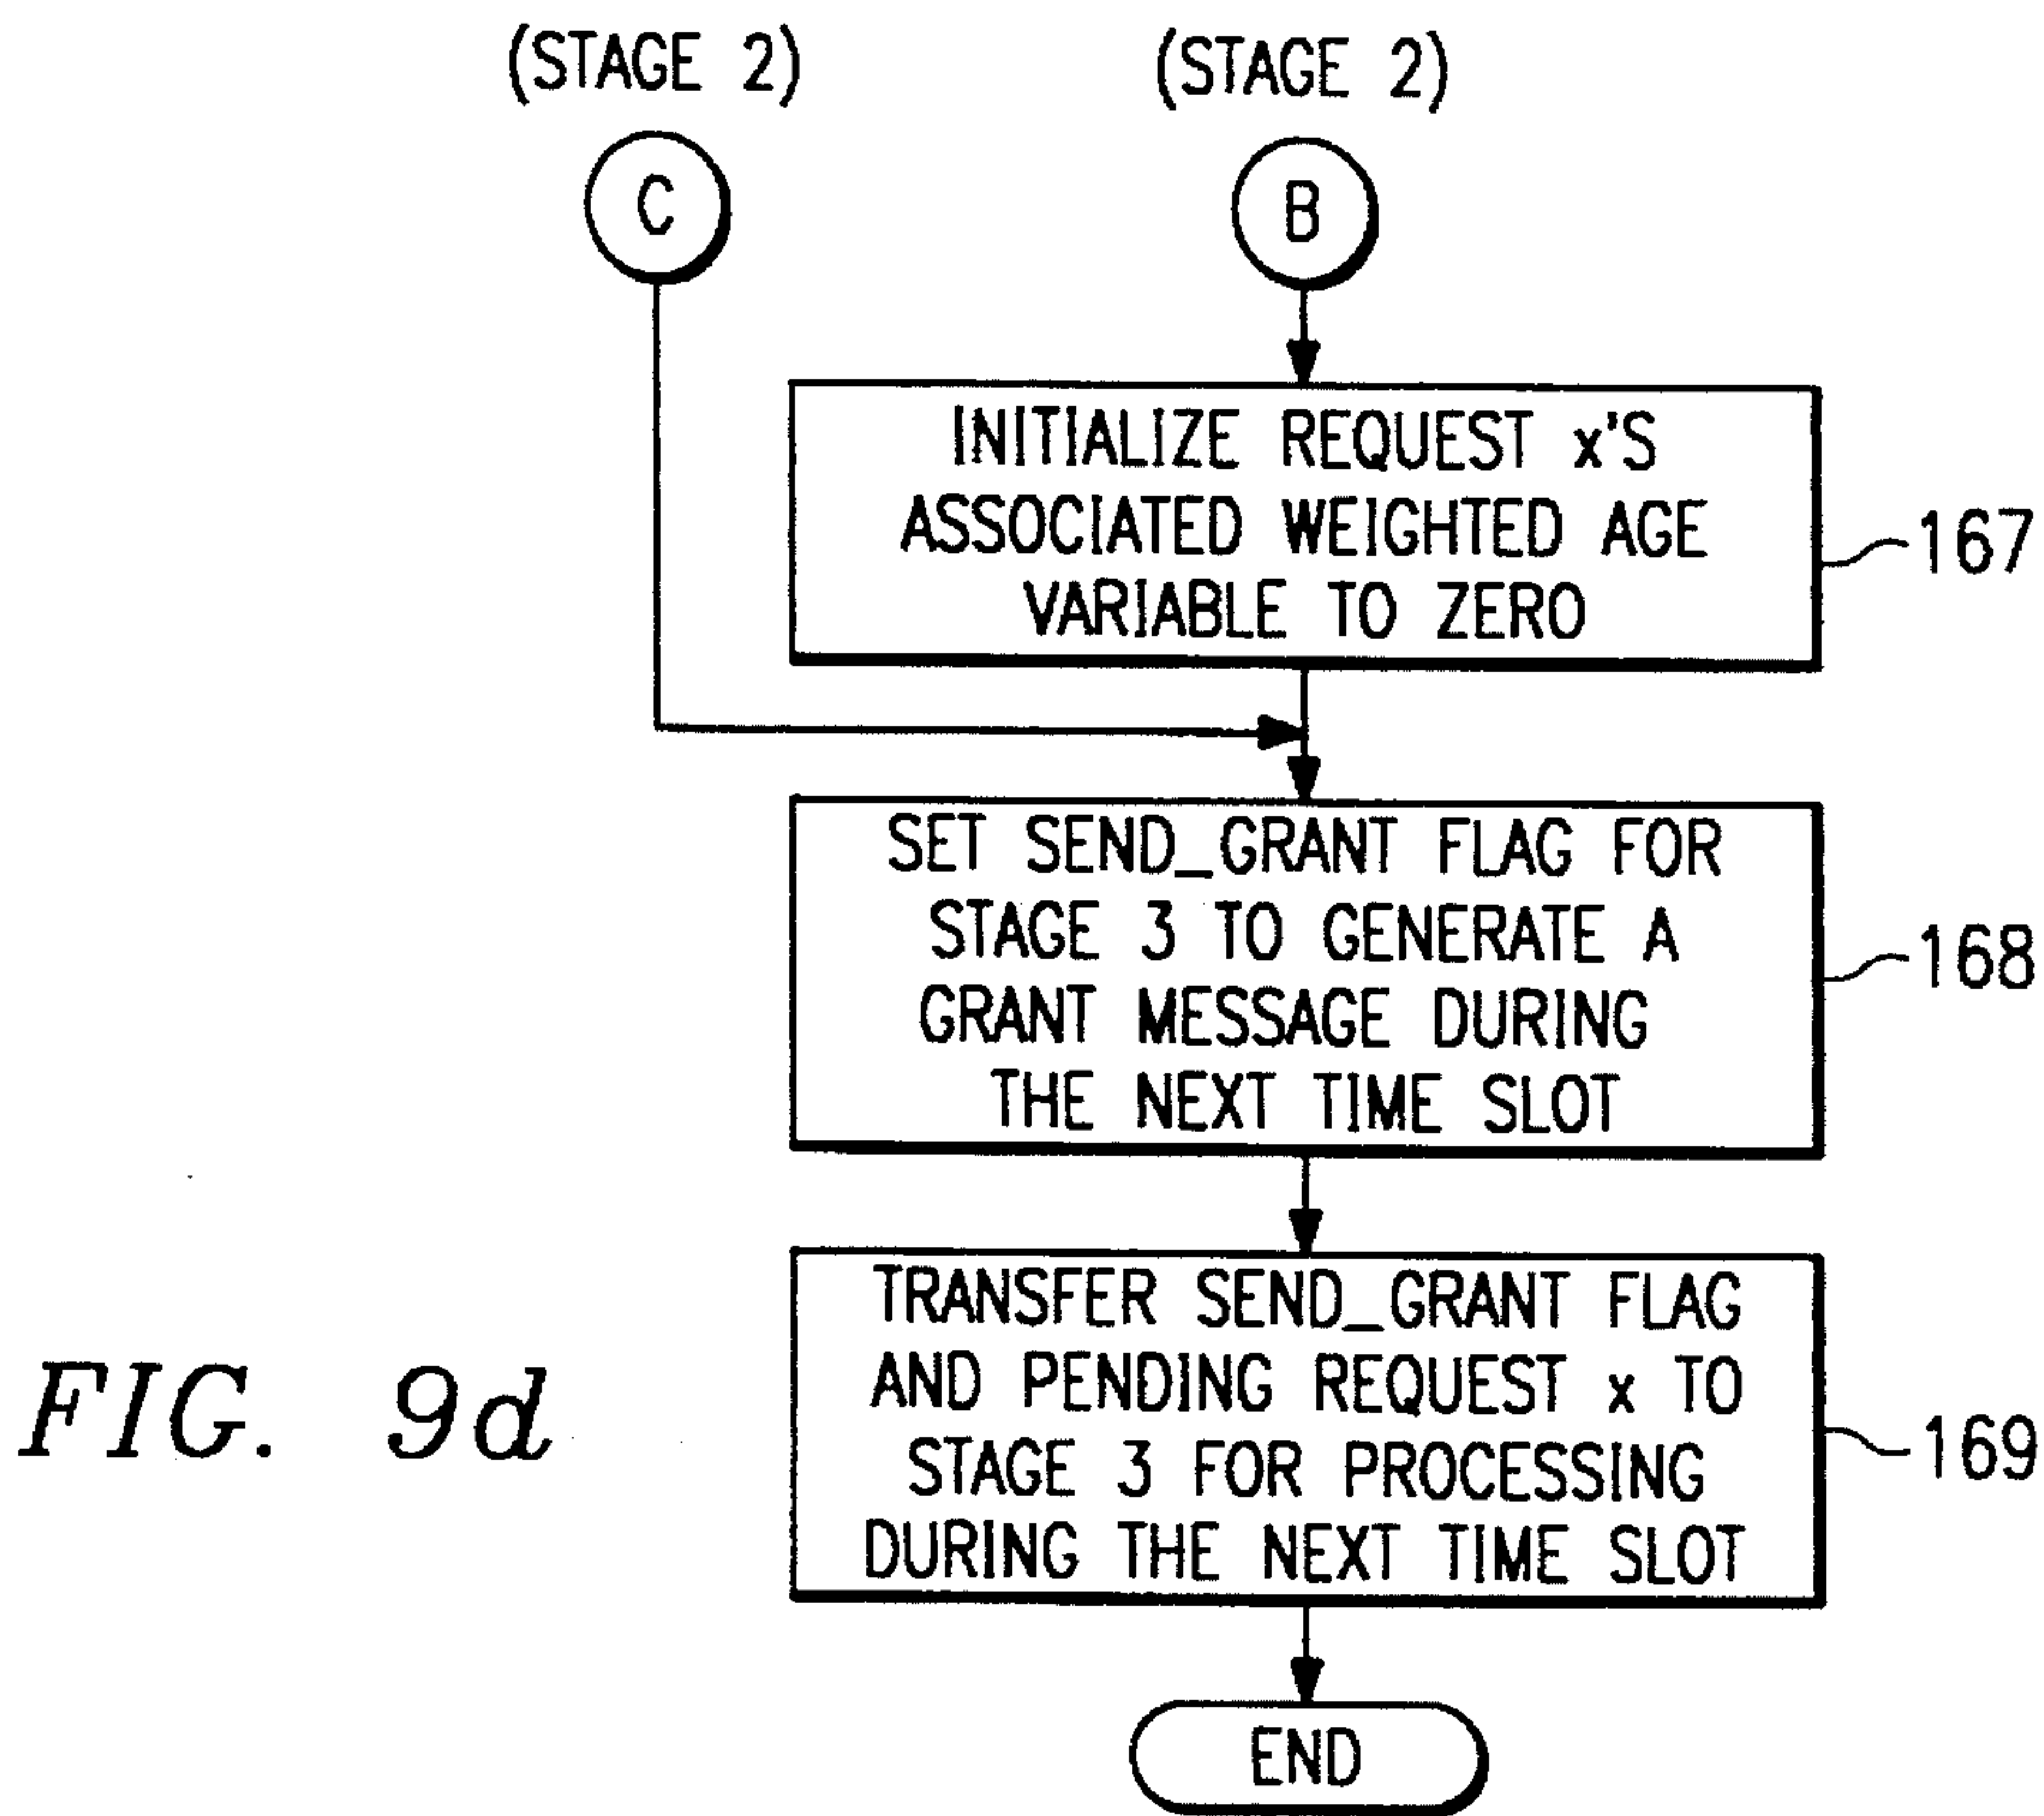 (STAGE 2)
(STAGE 2)
C
B
INITIALIZE REQUEST x'S
ASSOCIATED WEIGHTED AGE
VARIABLE TO ZERO
167
SET SEND_GRANT FLAG FOR
STAGE 3 TO GENERATE A
GRANT MESSAGE DURING
THE NEXT TIME SLOT
168
TRANSFER SEND_GRANT FLAG
AND PENDING REQUEST x TO
STAGE 3 FOR PROCESSING
DURING THE NEXT TIME SLOT
169
FIG. 9d
END